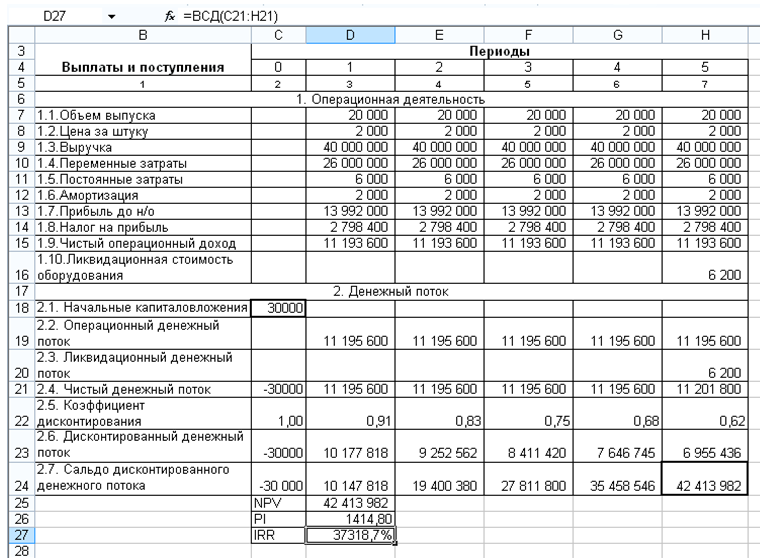 D27 fx =ВСД(C21:H21)
B C D E F G H
3 Периоды
4 Выплаты и поступления 0 1 2 3 4 5
5 1 2 3 4 5 6 7
6 1. Операционная деятельность
7 1.1.Объем выпуска 20 000 20 000 20 000 20 000 20 000
8 1.2.Цена за штуку 2 000 2 000 2 000 2 000 2 000
9 1.3.Выручка 40 000 000 40 000 000 40 000 000 40 000 000 40 000 000
10 1.4.Переменные затраты 26 000 000 26 000 000 26 000 000 26 000 000 26 000 000
11 1.5.Постоянные затраты 6 000 6 000 6 000 6 000 6 000
12 1.6.Амортизация 2 000 2 000 2 000 2 000 2 000
13 1.7.Прибыль до н/о 13 992 000 13 992 000 13 992 000 13 992 000 13 992 000
14 1.8.Налог на прибыль 2 798 400 2 798 400 2 798 400 2 798 400 2 798 400
15 1.9.Чистый операционный доход 11 193 600 11 193 600 11 193 600 11 193 600 11 193 600
1.10.Ликвидационная стоимость
16 оборудования 6 200
17 2. Денежный поток
18 2.1. Начальные капиталовложения 30000
2.2. Операционный денежный
19 поток 11 195 600 11 195 600 11 195 600 11 195 600 11 195 600
2.3. Ликвидационный денежный
20 поток 6 200
21 2.4. Чистый денежный поток -30000 11 195 600 11 195 600 11 195 600 11 195 600 11 201 800
2.5. Коэффициент
22 дисконтирования 1,00 0,91 0,83 0,75 0,68 0,62
2.6. Дисконтированный денежный
23 поток -30000 10 177 818 9 252 562 8 411 420 7 646 745 6 955 436
2.7. Сальдо дисконтированного
24 денежного потока -30 000 10 147 818 19 400 380 27 811 800 35 458 546 42 413 982
25 NPV 42 413 982
26 PI 1414,80
27 IRR 37318,7%
28